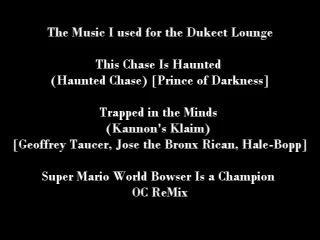 The Music I used for the Dukect Lounge
This Chase Is Haunted
(Haunted Chase) [Prince of Darkness]
Trapped in the Minds
(Kannon's Klaim)
[Geoffrey Taucer, Jose the Bronx Rican, Hale-Bopp]
Super Mario World Bowser Is a Champion
OC ReMix